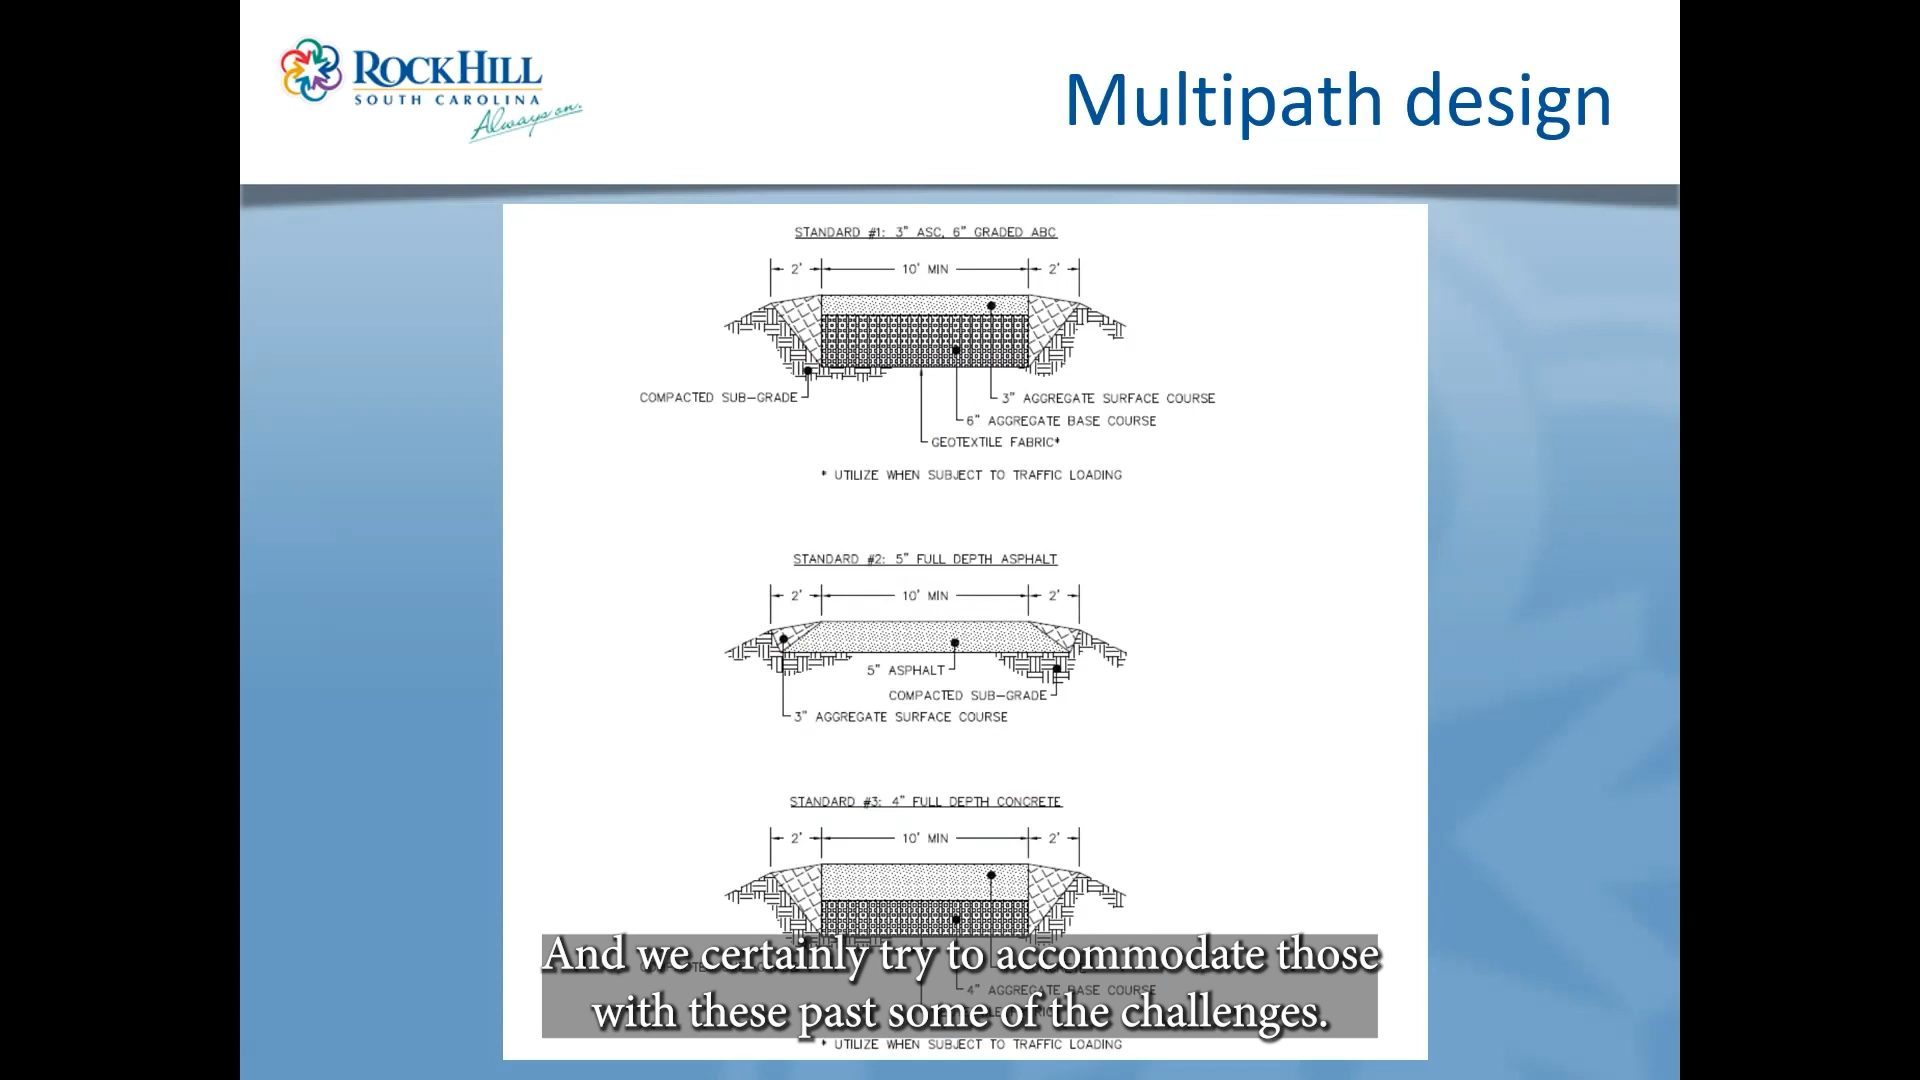 ROCK HILL
SOUTH CAROLINA
Always on.
Multipath design
STANDARD #1: 3" ASC, 6" GRADED ABC
2' 10' MIN 2'
COMPACTED SUB-GRADE
3" AGGREGATE SURFACE COURSE
6" AGGREGATE BASE COURSE
GEOTEXTILE FABRIC*
* UTILIZE WHEN SUBJECT TO TRAFFIC LOADING
STANDARD #2: 5" FULL DEPTH ASPHALT
2' 10' MIN 2'
5" ASPHALT
COMPACTED SUB-GRADE
3" AGGREGATE SURFACE COURSE
STANDARD #3: 4" FULL DEPTH CONCRETE
2' 10' MIN 2'
And we certainly try to accommodate those
4" AGGREGATE BASE COURSE
with these past some of the challenges.
* UTILIZE WHEN SUBJECT TO TRAFFIC LOADING